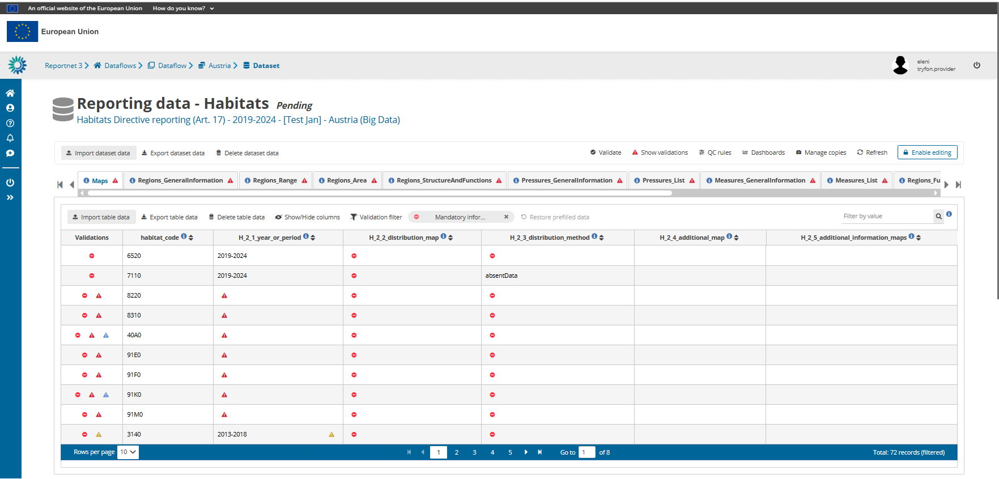 An official website of the European Union How do you know?
European Union
Reportnet 3 Dataflows Dataflow Austria Dataset
eleni
tryfon.provider
Reporting data - Habitats Pending
Habitats Directive reporting (Art. 17) - 2019-2024 - [Test Jan] - Austria (Big Data)
Import dataset data Export dataset data Delete dataset data Validate Show validations QC rules Dashboards Manage copies Refresh Enable editing
Maps Regions_GeneralInformation Regions_Range Regions_Area Regions_StructureAndFunctions Pressures_GeneralInformation Pressures_List Measures_GeneralInformation Measures_List Regions_Fu
Import table data Export table data Delete table data Show/Hide columns Validation filter Mandatory infor... Restore prefilled data Filter by value
Validations habitat_code H_2_1_year_or_period H_2_2_distribution_map H_2_3_distribution_method H_2_4_additional_map H_2_5_additional_information_maps
6520 2019-2024
7110 2019-2024 absentData
8220
8310
40A0
91E0
91F0
91K0
91M0
3140 2013-2018
Rows per page 10 1 2 3 4 5 Go to 1 of 8 Total: 72 records (filtered)